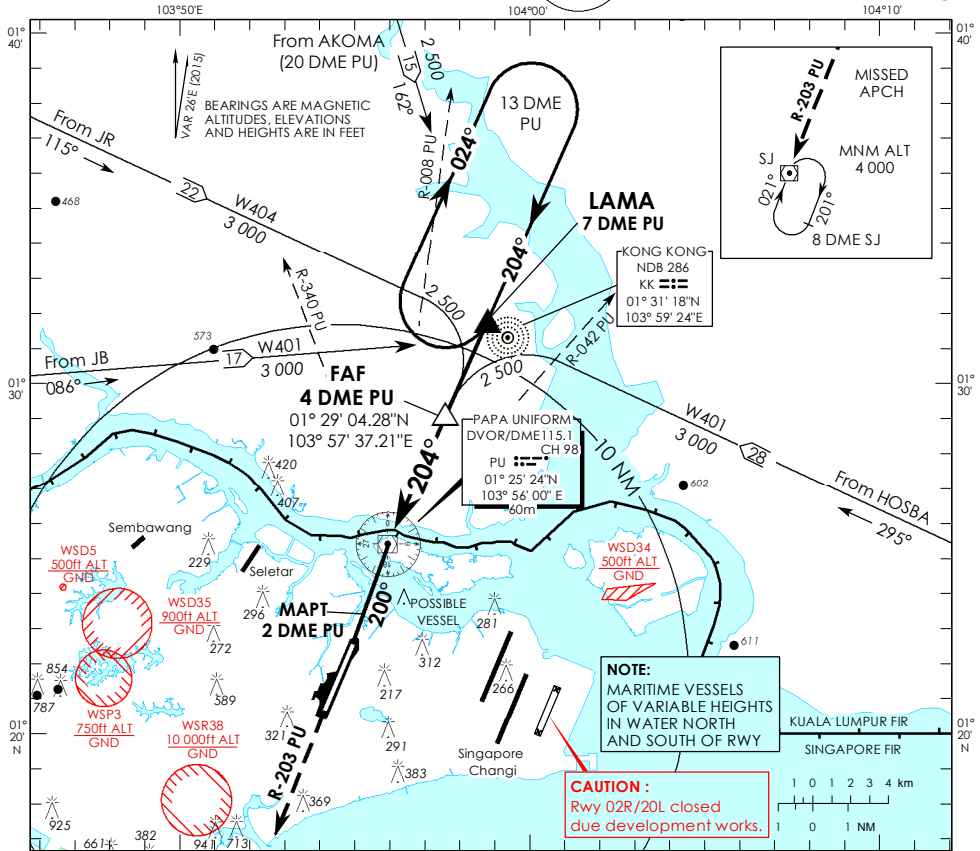 103°50'E
104°00'
104°10'
01°
40'
01°
40'
From AKOMA
(20 DME PU)
2 500
15
162°
VAR 26'E (2015)
BEARINGS ARE MAGNETIC
ALTITUDES, ELEVATIONS
AND HEIGHTS ARE IN FEET
13 DME
PU
R-203 PU
MISSED
APCH
SJ
MNM ALT
4 000
021°
201°
8 DME SJ
From JR
115°
22
W404
3 000
468
024°
R-008 PU
204°
LAMA
7 DME PU
KONG KONG
NDB 286
KK
01° 31' 18"N
103° 59' 24"E
R-340 PU
2 500
R-042 PU
573
From JB
086°
17
W401
3 000
2 500
01°
30'
01°
30'
FAF
4 DME PU
01° 29' 04.28"N
103° 57' 37.21"E
W401
3 000
28
From HOSBA
295°
PAPA UNIFORM
DVOR/DME115.1
CH 98
PU
01° 25' 24"N
103° 56' 00" E
60m
10 NM
204°
420
407
602
Sembawang
229
Seletar
WSD5
500ft ALT
GND
WSD34
500ft ALT
GND
WSD35
900ft ALT
GND
296
272
MAPT
2 DME PU
200°
POSSIBLE
VESSEL
281
312
611
854
787
589
217
266
WSP3
750ft ALT
GND
WSR38
10 000ft ALT
GND
321
291
383
Singapore
Changi
NOTE:
MARITIME VESSELS
OF VARIABLE HEIGHTS
IN WATER NORTH
AND SOUTH OF RWY
KUALA LUMPUR FIR
SINGAPORE FIR
01°
20'
N
01°
20'
N
R-203 PU
369
925
661
382
941
713
CAUTION :
Rwy 02R/20L closed
due development works.
1 0 1 2 3 4 km
1 0 1 NM